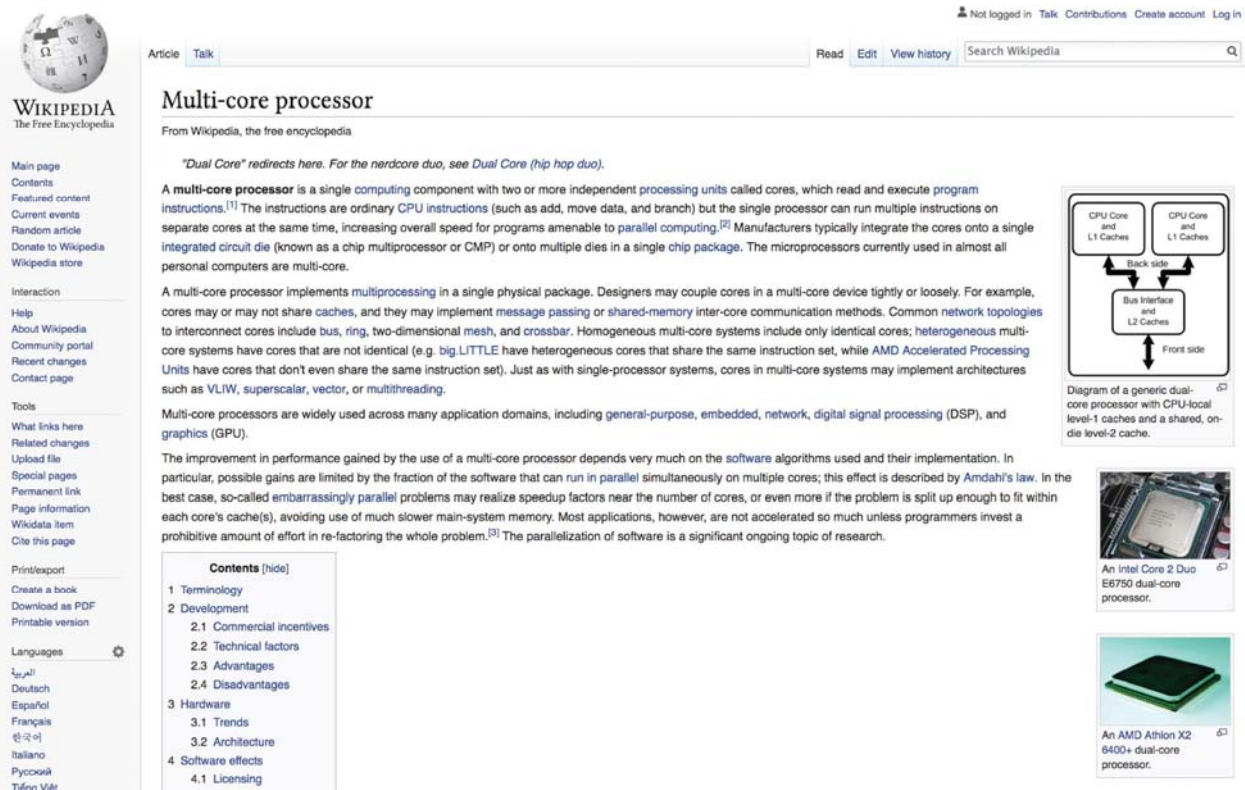 Not logged in Talk Contributions Create account Log in
Article Talk
Read Edit View history Search Wikipedia
WIKIPEDIA
The Free Encyclopedia
Main page
Contents
Featured content
Current events
Random article
Donate to Wikipedia
Wikipedia store
Interaction
Help
About Wikipedia
Community portal
Recent changes
Contact page
Tools
What links here
Related changes
Upload file
Special pages
Permanent link
Page information
Wikidata item
Cite this page
Print/export
Create a book
Download as PDF
Printable version
Languages
العربية
Deutsch
Español
Français
한국어
Italiano
Русский
Tiếng Việt
Multi-core processor
From Wikipedia, the free encyclopedia
"Dual Core" redirects here. For the nerdcore duo, see Dual Core (hip hop duo).
A multi-core processor is a single computing component with two or more independent processing units called cores, which read and execute program
instructions.[1] The instructions are ordinary CPU instructions (such as add, move data, and branch) but the single processor can run multiple instructions on
separate cores at the same time, increasing overall speed for programs amenable to parallel computing.[2] Manufacturers typically integrate the cores onto a single
integrated circuit die (known as a chip multiprocessor or CMP) or onto multiple dies in a single chip package. The microprocessors currently used in almost all
personal computers are multi-core.
A multi-core processor implements multiprocessing in a single physical package. Designers may couple cores in a multi-core device tightly or loosely. For example,
cores may or may not share caches, and they may implement message passing or shared-memory inter-core communication methods. Common network topologies
to interconnect cores include bus, ring, two-dimensional mesh, and crossbar. Homogeneous multi-core systems include only identical cores; heterogeneous multi-
core systems have cores that are not identical (e.g. big.LITTLE have heterogeneous cores that share the same instruction set, while AMD Accelerated Processing
Units have cores that don't even share the same instruction set). Just as with single-processor systems, cores in multi-core systems may implement architectures
such as VLIW, superscalar, vector, or multithreading.
Multi-core processors are widely used across many application domains, including general-purpose, embedded, network, digital signal processing (DSP), and
graphics (GPU).
The improvement in performance gained by the use of a multi-core processor depends very much on the software algorithms used and their implementation. In
particular, possible gains are limited by the fraction of the software that can run in parallel simultaneously on multiple cores; this effect is described by Amdahl's law. In the
best case, so-called embarrassingly parallel problems may realize speedup factors near the number of cores, or even more if the problem is split up enough to fit within
each core's cache(s), avoiding use of much slower main-system memory. Most applications, however, are not accelerated so much unless programmers invest a
prohibitive amount of effort in re-factoring the whole problem.[3] The parallelization of software is a significant ongoing topic of research.
Contents [hide]
1 Terminology
2 Development
2.1 Commercial incentives
2.2 Technical factors
2.3 Advantages
2.4 Disadvantages
3 Hardware
3.1 Trends
3.2 Architecture
4 Software effects
4.1 Licensing
CPU Core
and
L1 Caches
CPU Core
and
L1 Caches
Back side
Bus Interface
and
L2 Caches
Front side
Diagram of a generic dual-
core processor with CPU-local
level-1 caches and a shared, on-
die level-2 cache.
An Intel Core 2 Duo
E6750 dual-core
processor.
An AMD Athlon X2
6400+ dual-core
processor.